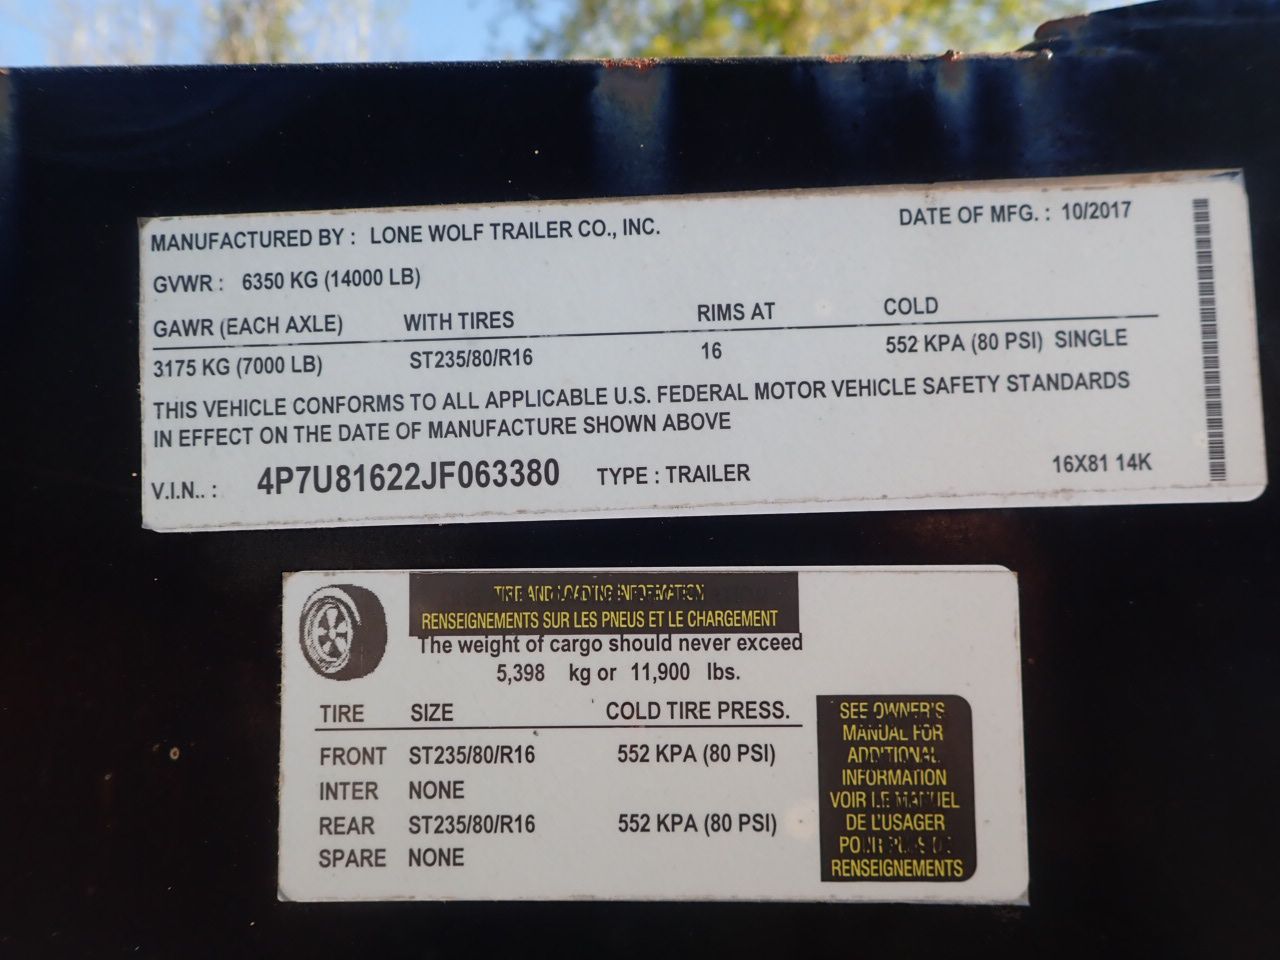 MANUFACTURED BY : LONE WOLF TRAILER CO., INC. DATE OF MFG. : 10/2017
GVWR : 6350 KG (14000 LB)
GAWR (EACH AXLE) WITH TIRES RIMS AT COLD
3175 KG (7000 LB) ST235/80/R16 16 552 KPA (80 PSI) SINGLE
THIS VEHICLE CONFORMS TO ALL APPLICABLE U.S. FEDERAL MOTOR VEHICLE SAFETY STANDARDS
IN EFFECT ON THE DATE OF MANUFACTURE SHOWN ABOVE
V.I.N.. : 4P7U81622JF063380 TYPE : TRAILER 16X81 14K
TIRE AND LOADING INFORMATION
RENSEIGNEMENTS SUR LES PNEUS ET LE CHARGEMENT
The weight of cargo should never exceed
5,398 kg or 11,900 lbs.
TIRE SIZE COLD TIRE PRESS.
FRONT ST235/80/R16 552 KPA (80 PSI)
INTER NONE
REAR ST235/80/R16 552 KPA (80 PSI)
SPARE NONE
SEE OWNER'S
MANUAL FOR
ADDITIONAL
INFORMATION
VOIR LE MANUEL
DE L'USAGER
POUR PLUS DE
RENSEIGNEMENTS